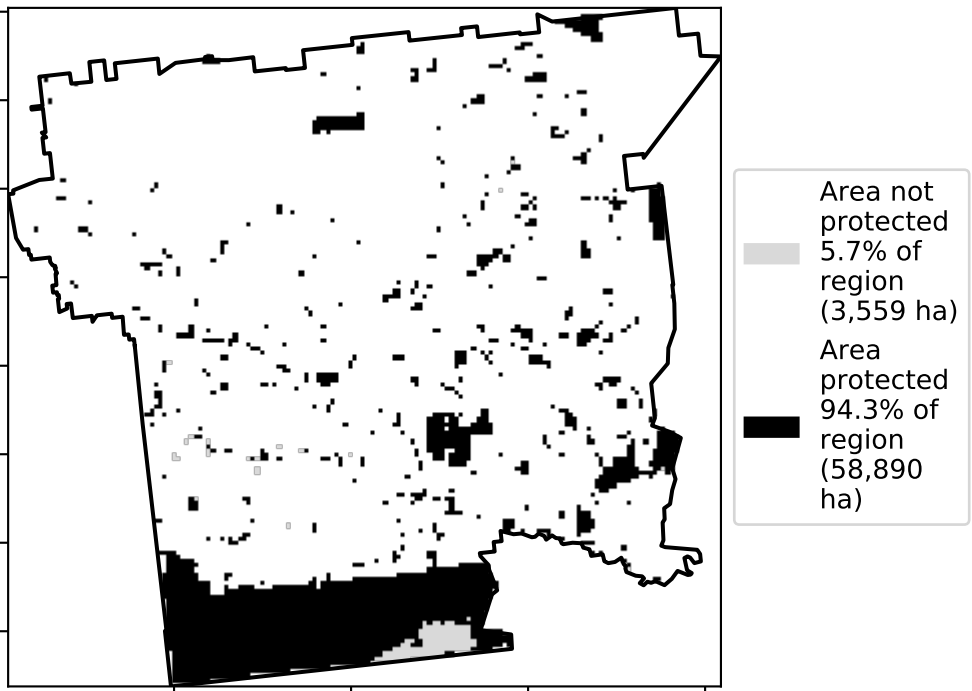 Area not
protected
5.7% of
region
(3,559 ha)
Area
protected
94.3% of
region
(58,890
ha)